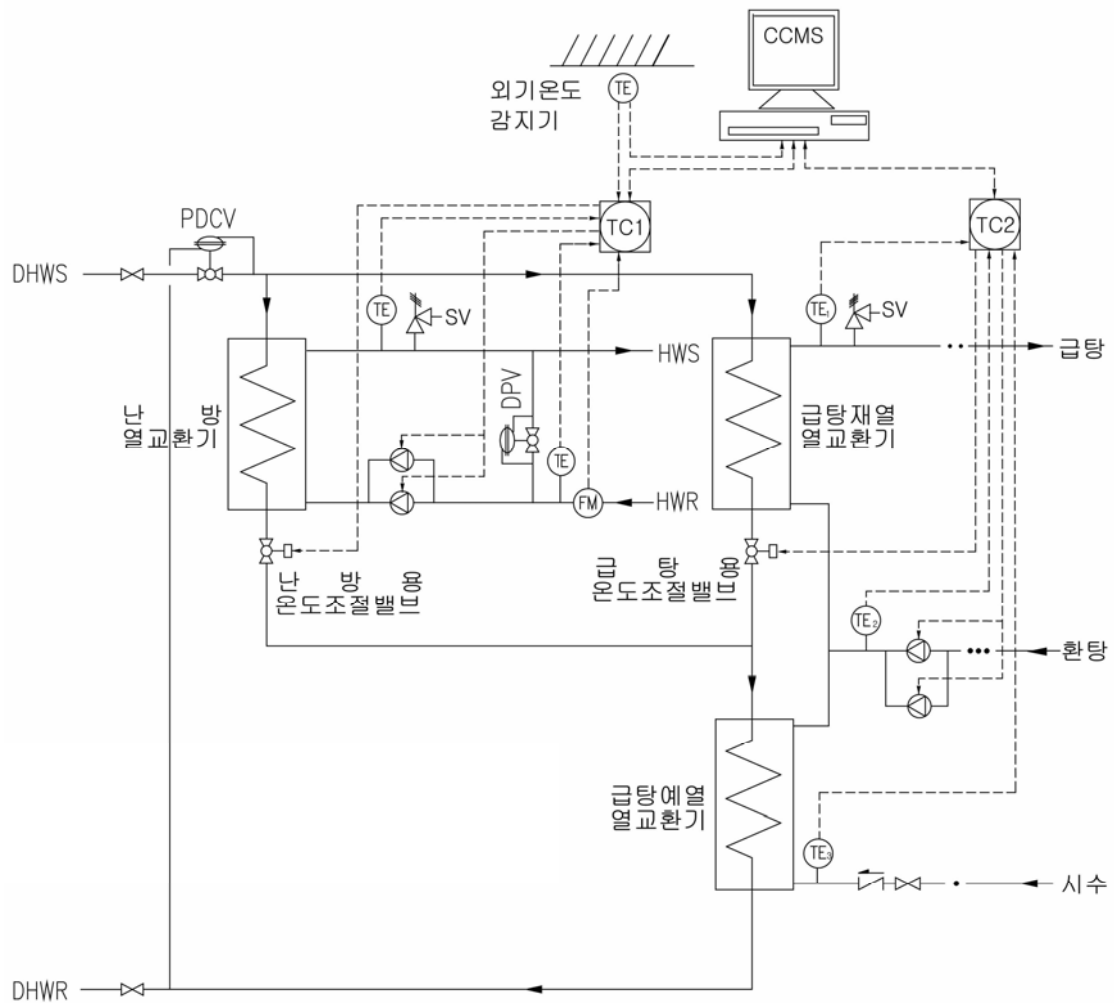 CCMS
TE
외기온도
감지기
PDCV
TC1
TC2
DHWS
TE
SV
TE₁
SV
HWS
급탕
DPV
난 방
열교환기
급탕재열
열교환기
TE
FM
HWR
난 방 용
온도조절밸브
급 탕 용
온도조절밸브
TE₂
환탕
급탕예열
열교환기
TE₃
시수
DHWR